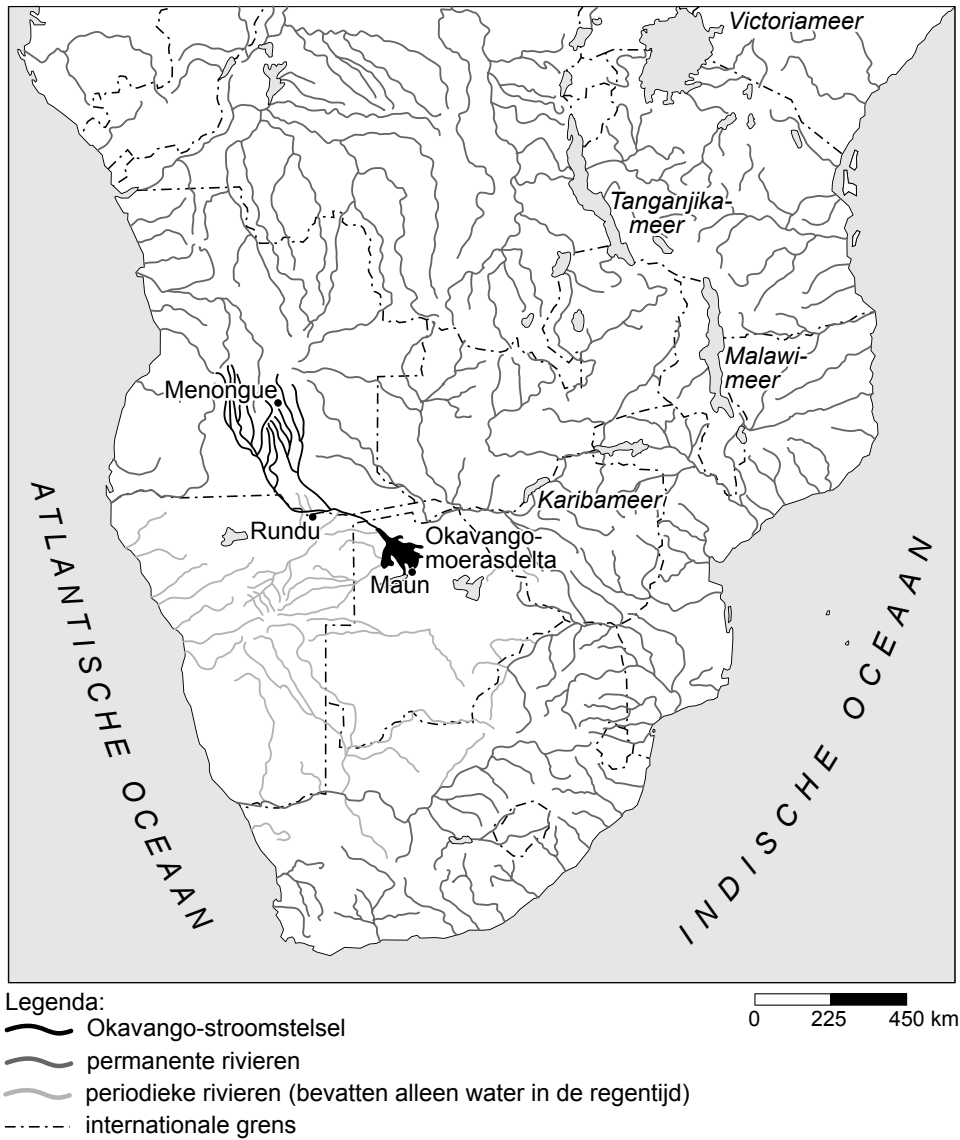 Victoriameer
Tanganjika-
meer
Malawi-
meer
Menongue
Karibameer
Rundu
Okavango-
moerasdelta
Maun
ATLANTISCHE OCEAAN
INDISCHE OCEAAN
Legenda:
Okavango-stroomstelsel
permanente rivieren
periodieke rivieren (bevatten alleen water in de regentijd)
internationale grens
0 225 450 km